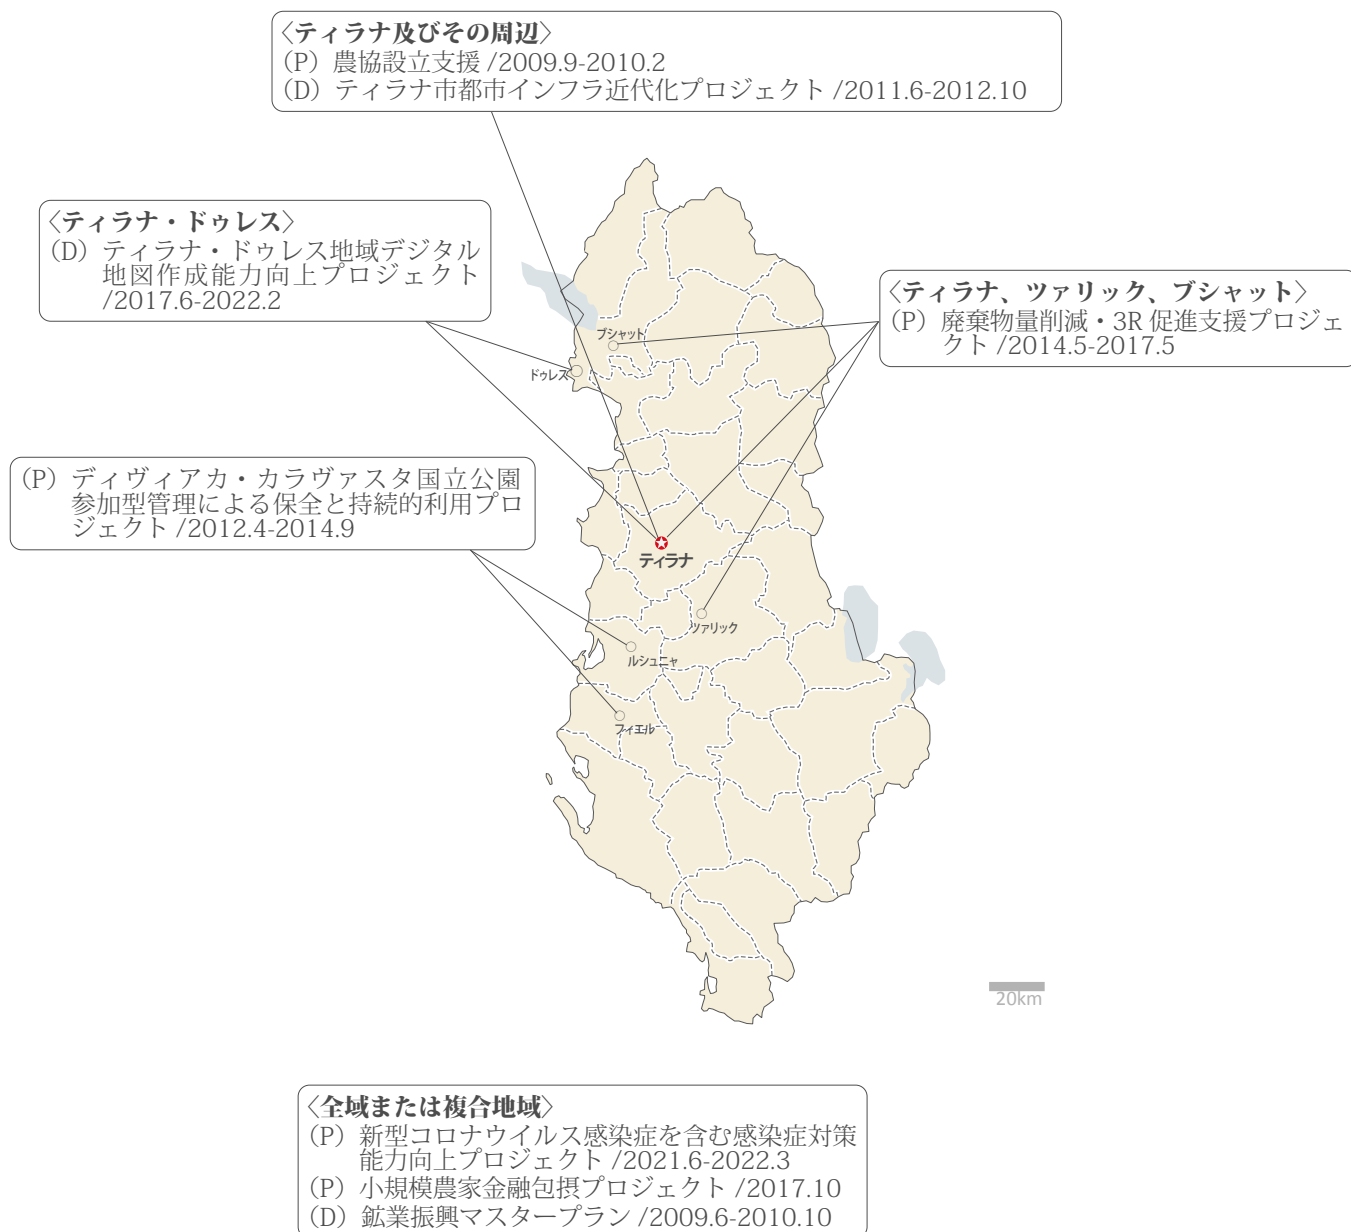 〈ティラナ及びその周辺〉
(P) 農協設立支援 /2009.9-2010.2
(D) ティラナ市都市インフラ近代化プロジェクト /2011.6-2012.10
〈ティラナ・ドゥレス〉
(D) ティラナ・ドゥレス地域デジタル
地図作成能力向上プロジェクト
/2017.6-2022.2
〈ティラナ、ツァリック、ブシャット〉
(P) 廃棄物量削減・3R 促進支援プロジェ
クト /2014.5-2017.5
ブシャット
ドゥレス
(P) ディヴィアカ・カラヴァスタ国立公園
参加型管理による保全と持続的利用プロ
ジェクト /2012.4-2014.9
ティラナ
ツァリック
ルシュニャ
フィエル
20km
〈全域または複合地域〉
(P) 新型コロナウイルス感染症を含む感染症対策
能力向上プロジェクト /2021.6-2022.3
(P) 小規模農家金融包摂プロジェクト /2017.10
(D) 鉱業振興マスタープラン /2009.6-2010.10